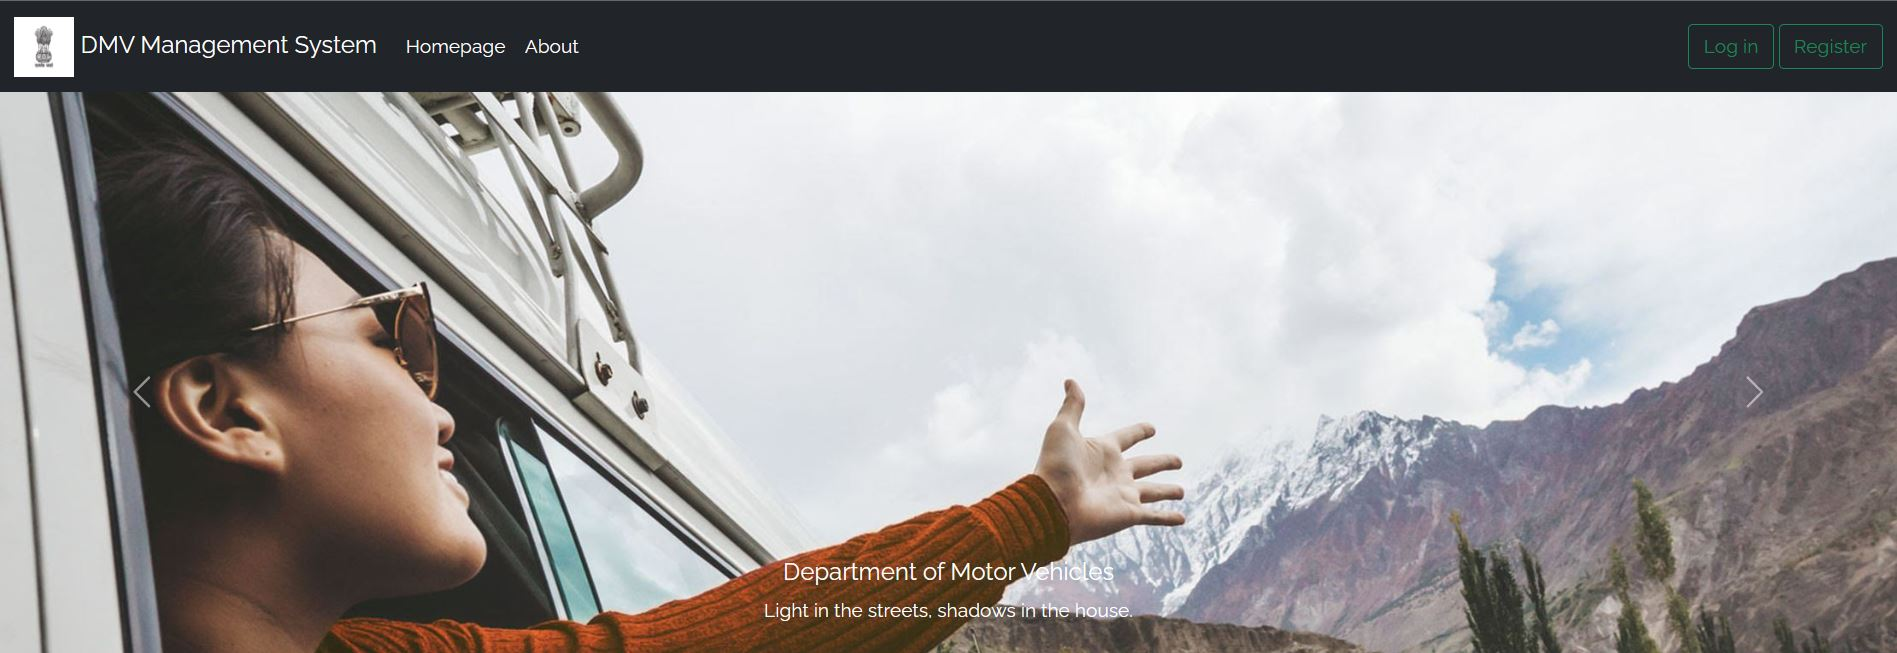 DMV Management System
Homepage
About
Log in
Register
Department of Motor Vehicles
Light in the streets, shadows in the house.